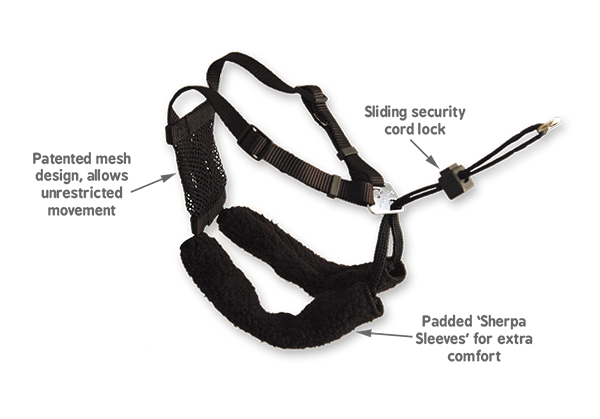 Sliding security
cord lock
Patented mesh
design, allows
unrestricted
movement
Padded ‘Sherpa
Sleeves’ for extra
comfort